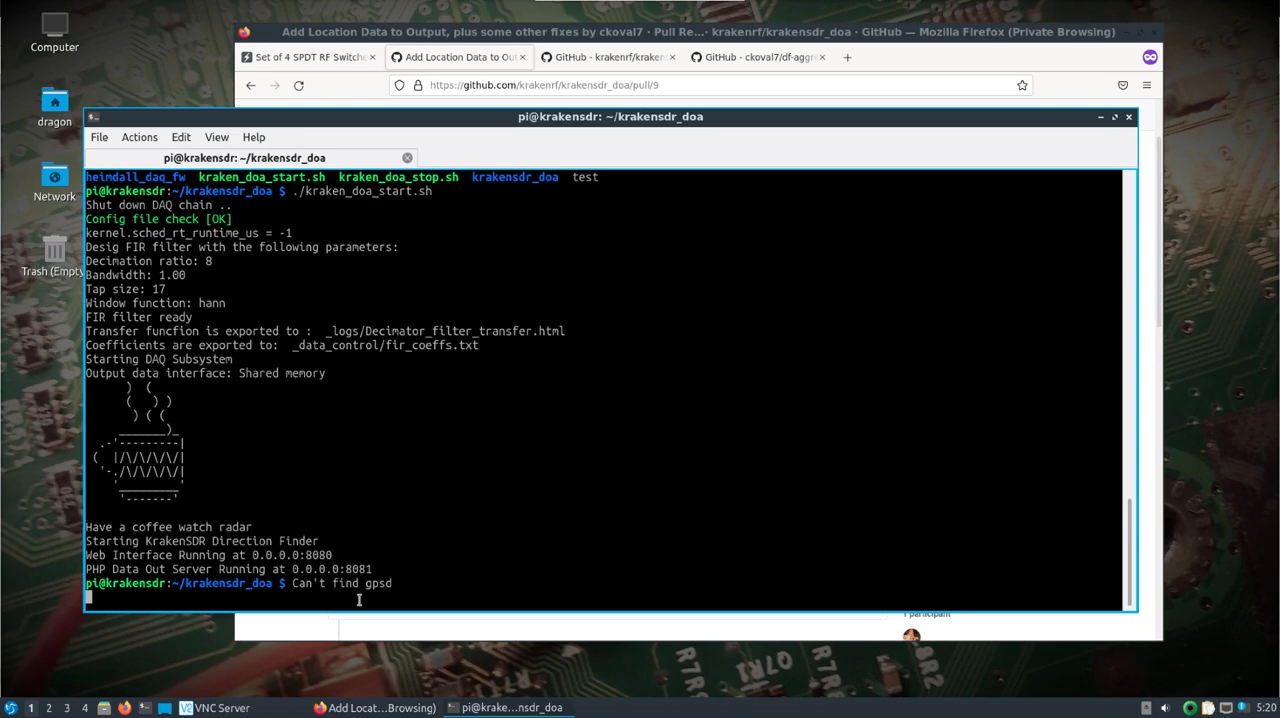 Computer
dragon
Network
Trash (Empty
Add Location Data to Output, plus some other fixes by ckoval7 · Pull Re…· krakenrf/krakensdr_doa · GitHub — Mozilla Firefox (Private Browsing)
Set of 4 SPDT RF Switche
Add Location Data to Out
GitHub - krakenrf/kraken
GitHub - ckoval7/df-aggr
https://github.com/krakenrf/krakensdr_doa/pull/9
pi@krakensdr: ~/krakensdr_doa
File Actions Edit View Help
pi@krakensdr: ~/krakensdr_doa
heimdall_daq_fw kraken_doa_start.sh kraken_doa_stop.sh krakensdr_doa test
pi@krakensdr:~/krakensdr_doa $ ./kraken_doa_start.sh
Shut down DAQ chain ..
Config file check [OK]
kernel.sched_rt_runtime_us = -1
Desig FIR filter with the following parameters:
Decimation ratio: 8
Bandwidth: 1.00
Tap size: 17
Window function: hann
FIR filter ready
Transfer funcfion is exported to : _logs/Decimator_filter_transfer.html
Coefficients are exported to: _data_control/fir_coeffs.txt
Starting DAQ Subsystem
Output data interface: Shared memory
Have a coffee watch radar
Starting KrakenSDR Direction Finder
Web Interface Running at 0.0.0.0:8080
PHP Data Out Server Running at 0.0.0.0:8081
pi@krakensdr:~/krakensdr_doa $ Can't find gpsd
1 participant
1 2 3 4
VNC Server
Add Locat…Browsing)
pi@krake…nsdr_doa
5:20